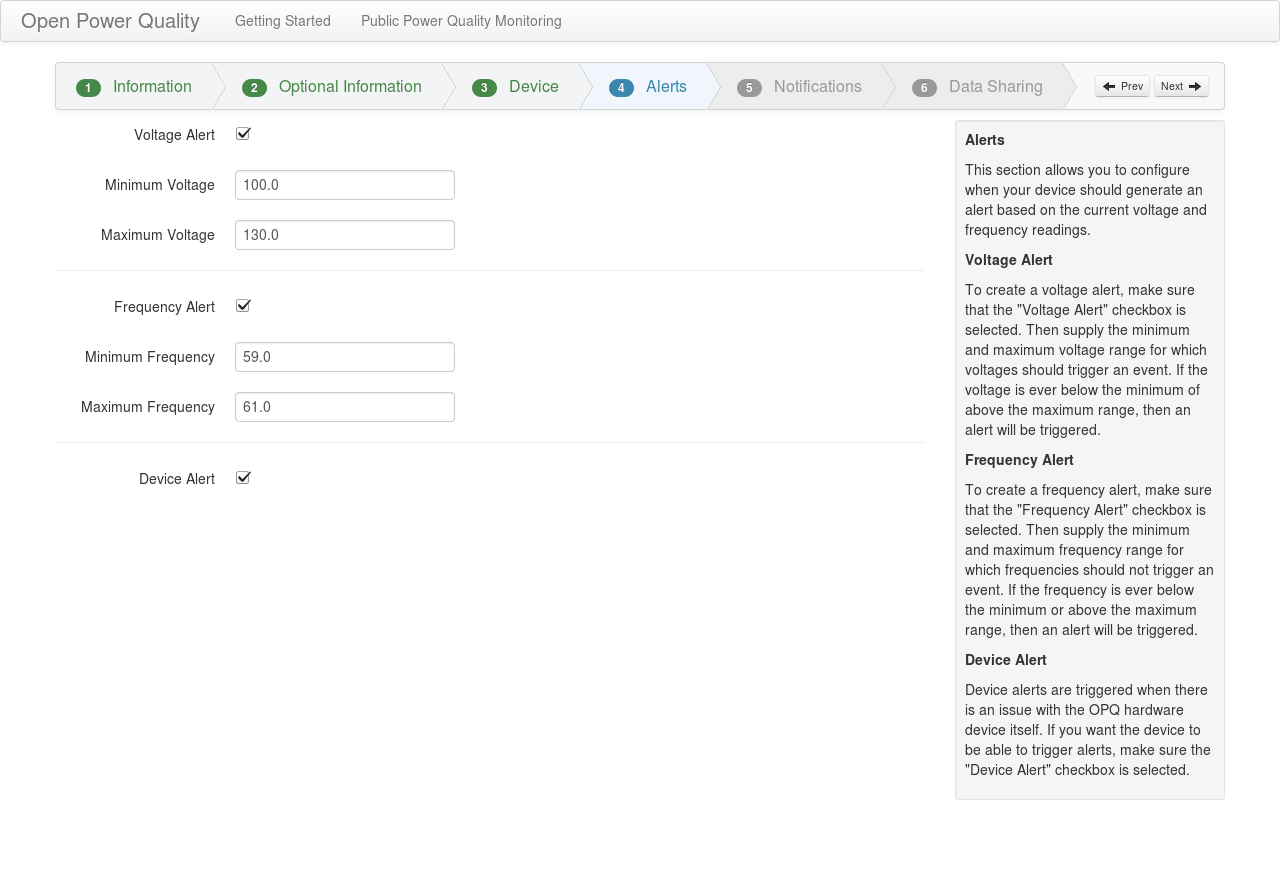 Open Power Quality Getting Started Public Power Quality Monitoring
1 Information 2 Optional Information 3 Device 4 Alerts 5 Notifications 6 Data Sharing Prev Next
Voltage Alert
Minimum Voltage 100.0
Maximum Voltage 130.0
Frequency Alert
Minimum Frequency 59.0
Maximum Frequency 61.0
Device Alert
Alerts
This section allows you to configure
when your device should generate an
alert based on the current voltage and
frequency readings.
Voltage Alert
To create a voltage alert, make sure
that the "Voltage Alert" checkbox is
selected. Then supply the minimum
and maximum voltage range for which
voltages should trigger an event. If the
voltage is ever below the minimum of
above the maximum range, then an
alert will be triggered.
Frequency Alert
To create a frequency alert, make sure
that the "Frequency Alert" checkbox is
selected. Then supply the minimum
and maximum frequency range for
which frequencies should not trigger an
event. If the frequency is ever below
the minimum or above the maximum
range, then an alert will be triggered.
Device Alert
Device alerts are triggered when there
is an issue with the OPQ hardware
device itself. If you want the device to
be able to trigger alerts, make sure the
"Device Alert" checkbox is selected.